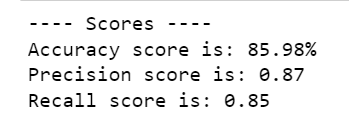 ---- Scores ----
Accuracy score is: 85.98%
Precision score is: 0.87
Recall score is: 0.85